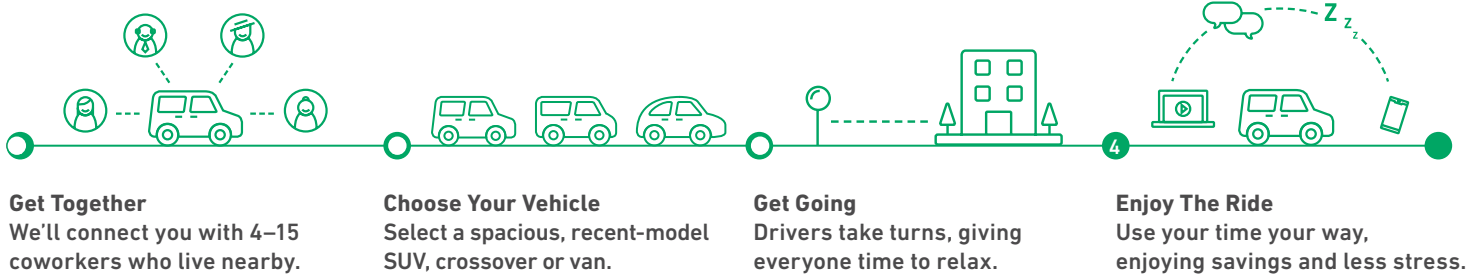 Z
z
z
4
Get Together
We’ll connect you with 4–15
coworkers who live nearby.
Choose Your Vehicle
Select a spacious, recent-model
SUV, crossover or van.
Get Going
Drivers take turns, giving
everyone time to relax.
Enjoy The Ride
Use your time your way,
enjoying savings and less stress.